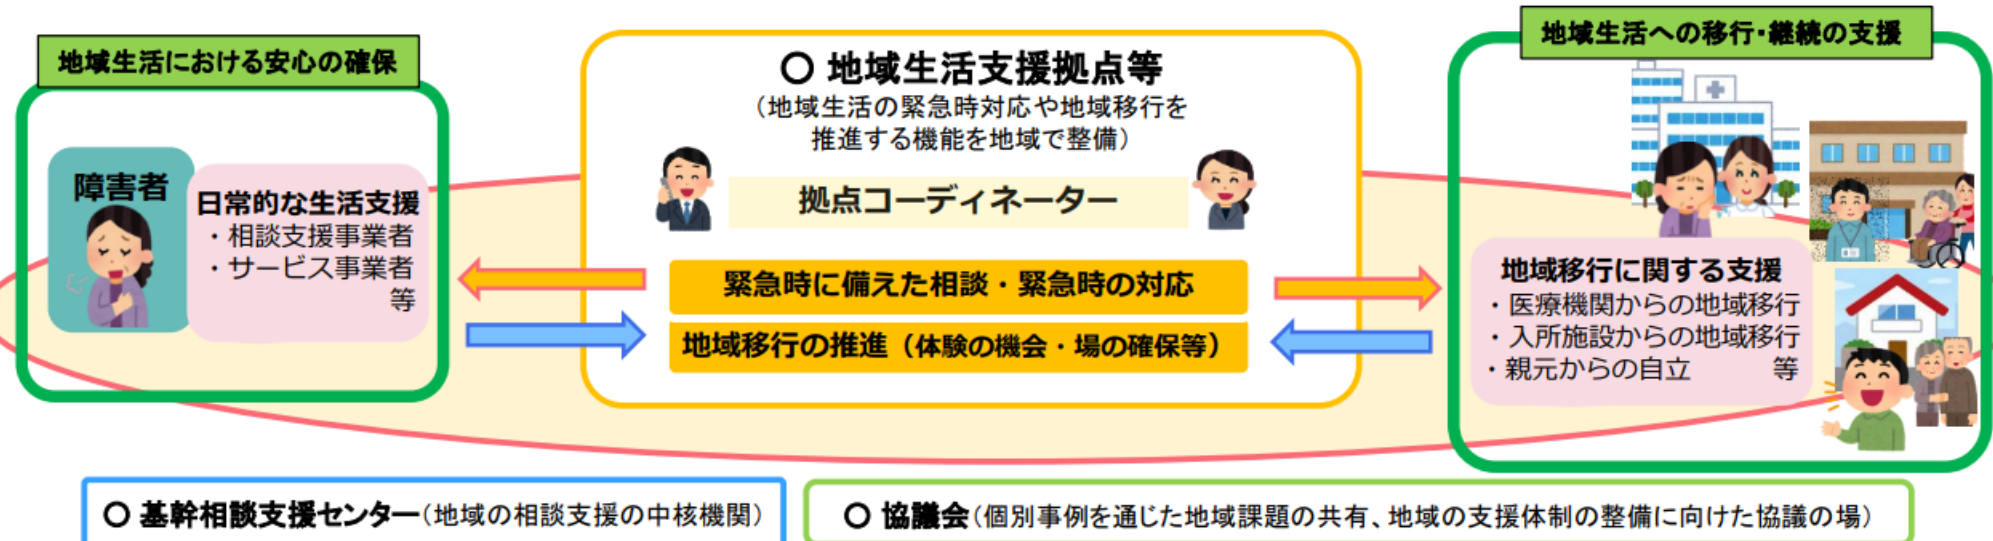 地域生活における安心の確保
障害者
日常的な生活支援
・相談支援事業者
・サービス事業者
等
○ 地域生活支援拠点等
（地域生活の緊急時対応や地域移行を
推進する機能を地域で整備）
拠点コーディネーター
緊急時に備えた相談・緊急時の対応
地域移行の推進（体験の機会・場の確保等）
地域生活への移行・継続の支援
地域移行に関する支援
・医療機関からの地域移行
・入所施設からの地域移行
・親元からの自立 等
○ 基幹相談支援センター（地域の相談支援の中核機関）
○ 協議会（個別事例を通じた地域課題の共有、地域の支援体制の整備に向けた協議の場）